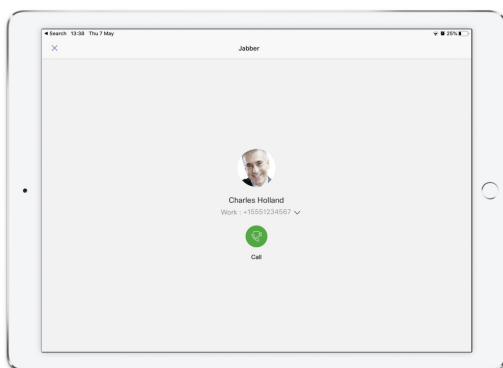 ◀ Search 13:38 Thu 7 May 25%
Jabber
Charles Holland
Work : +15551234567
Call